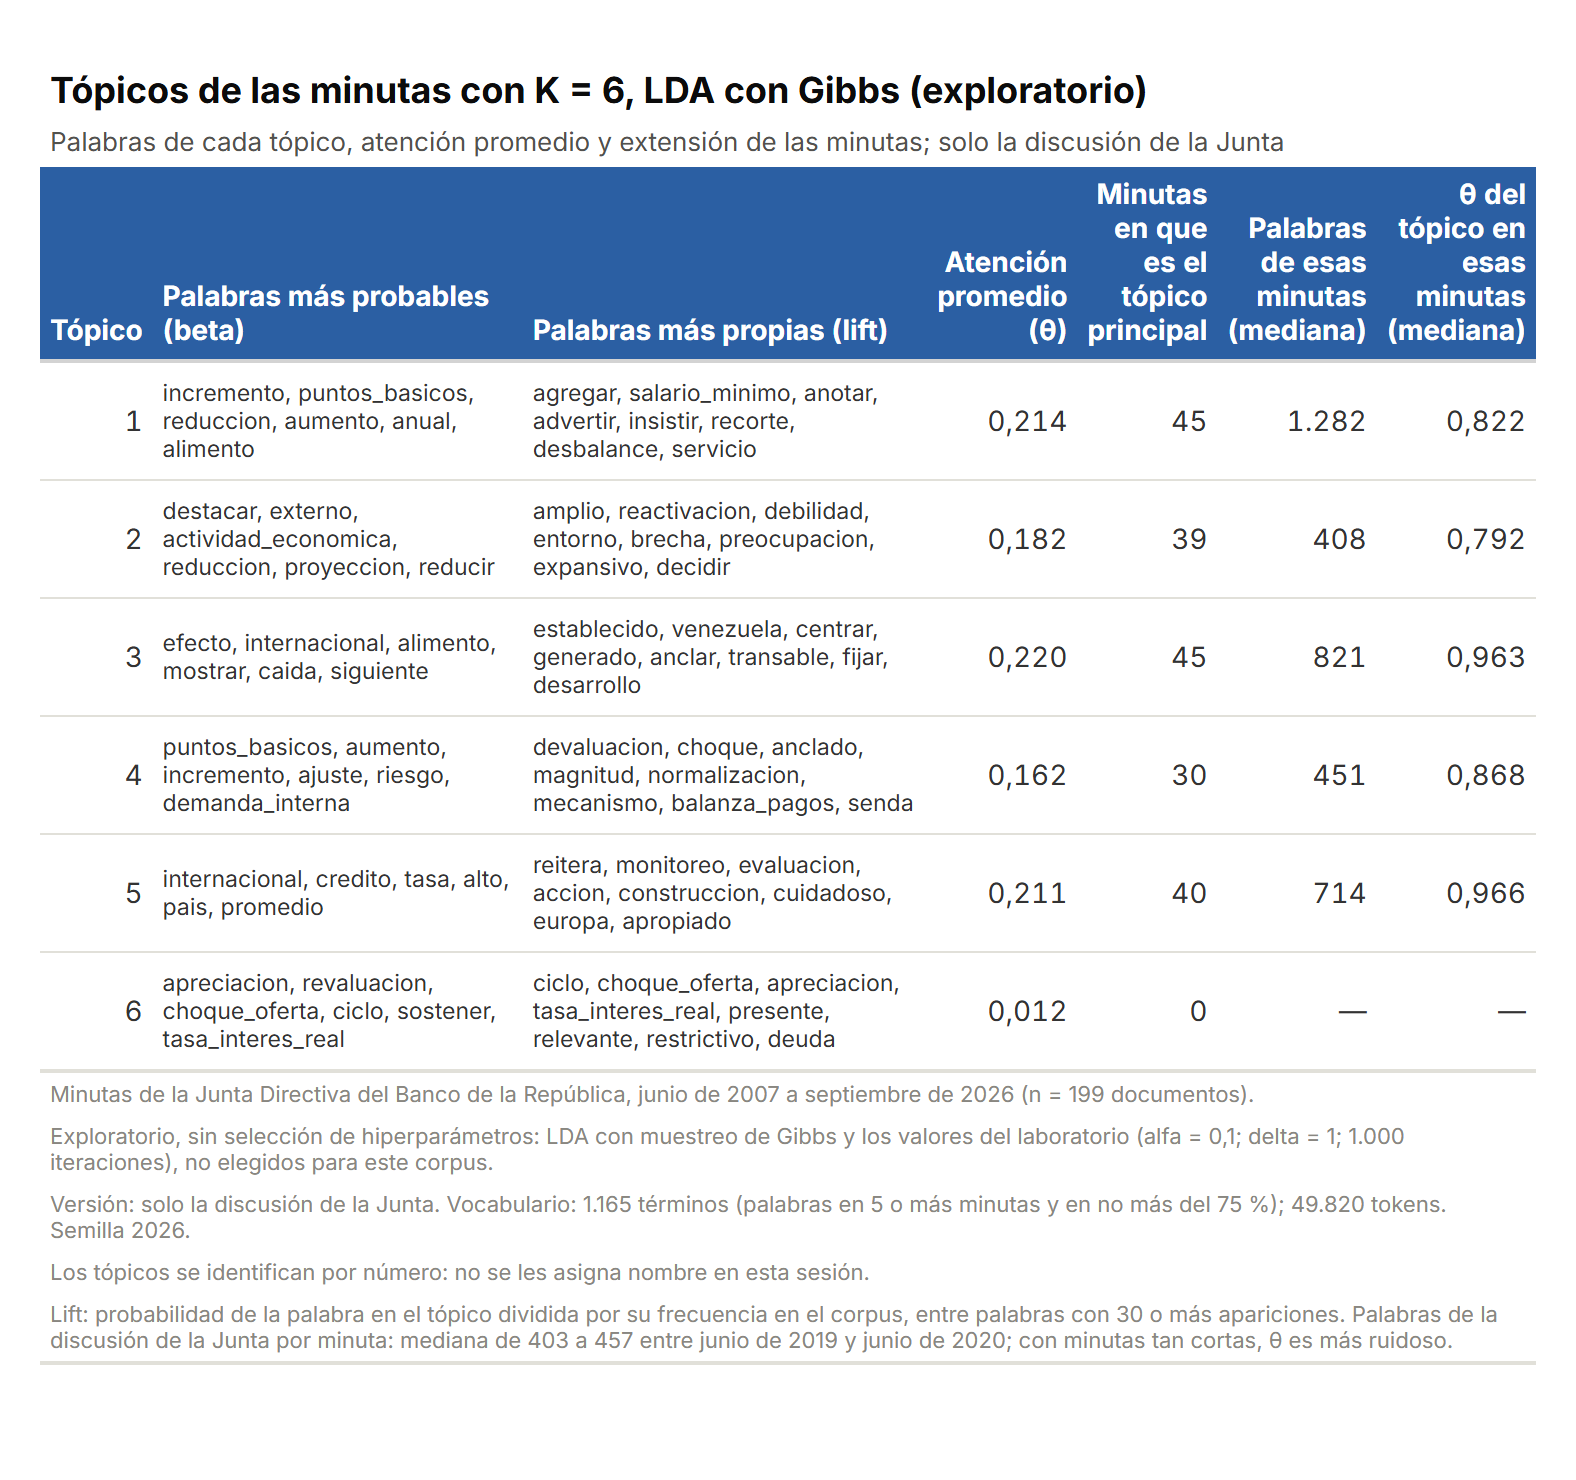 Tópicos de las minutas con K = 6, LDA con Gibbs (exploratorio)
Palabras de cada tópico, atención promedio y extensión de las minutas; solo la discusión de la Junta
Tópico
Palabras más probables
(beta)
Palabras más propias (lift)
Atención
promedio
(θ)
Minutas
en que
es el
tópico
principal
Palabras
de esas
minutas
(mediana)
θ del
tópico en
esas
minutas
(mediana)
1
incremento, puntos_basicos,
reduccion, aumento, anual,
alimento
agregar, salario_minimo, anotar,
advertir, insistir, recorte,
desbalance, servicio
0,214
45
1.282
0,822
2
destacar, externo,
actividad_economica,
reduccion, proyeccion, reducir
amplio, reactivacion, debilidad,
entorno, brecha, preocupacion,
expansivo, decidir
0,182
39
408
0,792
3
efecto, internacional, alimento,
mostrar, caida, siguiente
establecido, venezuela, centrar,
generado, anclar, transable, fijar,
desarrollo
0,220
45
821
0,963
4
puntos_basicos, aumento,
incremento, ajuste, riesgo,
demanda_interna
devaluacion, choque, anclado,
magnitud, normalizacion,
mecanismo, balanza_pagos, senda
0,162
30
451
0,868
5
internacional, credito, tasa, alto,
pais, promedio
reitera, monitoreo, evaluacion,
accion, construccion, cuidadoso,
europa, apropiado
0,211
40
714
0,966
6
apreciacion, revaluacion,
choque_oferta, ciclo, sostener,
tasa_interes_real
ciclo, choque_oferta, apreciacion,
tasa_interes_real, presente,
relevante, restrictivo, deuda
0,012
0
—
—
Minutas de la Junta Directiva del Banco de la República, junio de 2007 a septiembre de 2026 (n = 199 documentos).
Exploratorio, sin selección de hiperparámetros: LDA con muestreo de Gibbs y los valores del laboratorio (alfa = 0,1; delta = 1; 1.000
iteraciones), no elegidos para este corpus.
Versión: solo la discusión de la Junta. Vocabulario: 1.165 términos (palabras en 5 o más minutas y en no más del 75 %); 49.820 tokens.
Semilla 2026.
Los tópicos se identifican por número: no se les asigna nombre en esta sesión.
Lift: probabilidad de la palabra en el tópico dividida por su frecuencia en el corpus, entre palabras con 30 o más apariciones. Palabras de la
discusión de la Junta por minuta: mediana de 403 a 457 entre junio de 2019 y junio de 2020; con minutas tan cortas, θ es más ruidoso.